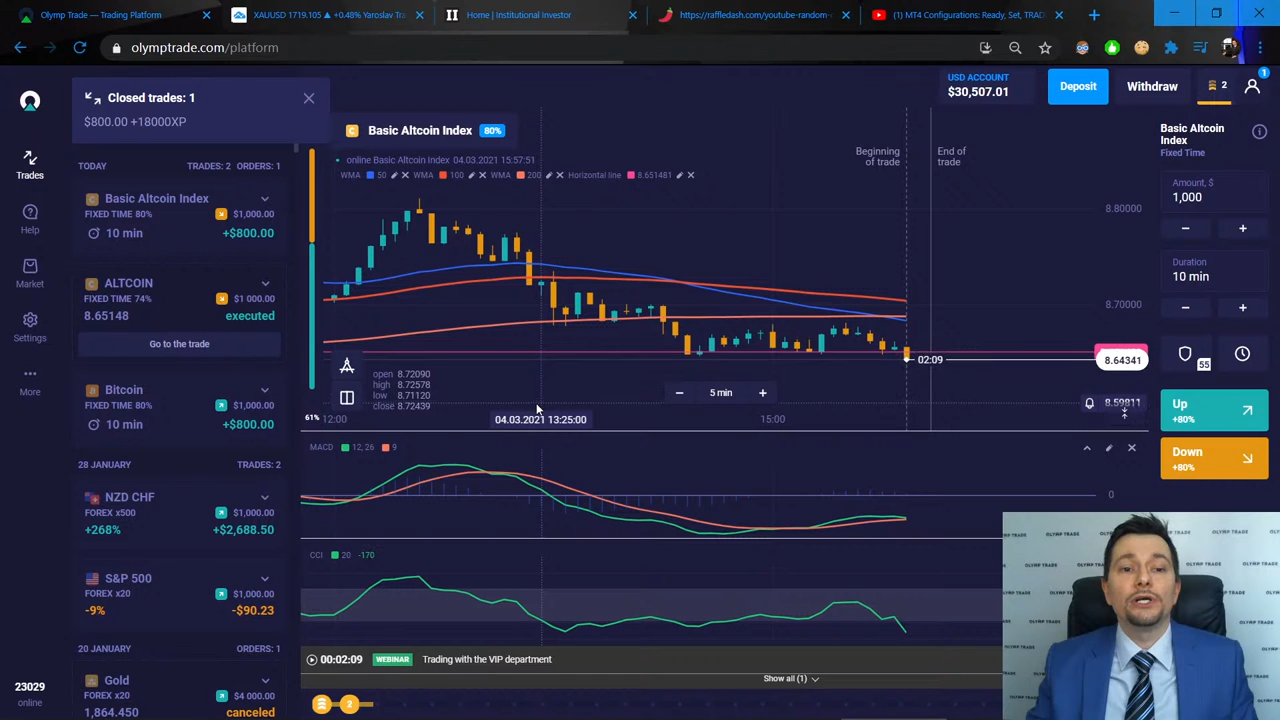 Olymp Trade – Trading Platform
XAUUSD 1719.105 ▲ +0.48% Yaroslav Tra
Home | Institutional Investor
https://raffledash.com/youtube-random-
MT4 Configurations: Ready, Set, TRAD
olymptrade.com/platform
Closed trades: 1
$800.00 +18000XP
USD ACCOUNT
$30,507.01
Deposit
Withdraw
2
1
Trades
Help
Market
Settings
More
23029
online
TODAY
TRADES: 2 ORDERS: 1
Basic Altcoin Index
FIXED TIME 80%
$1,000.00
10 min
+$800.00
ALTCOIN
FIXED TIME 74%
$1 000.00
8.65148
executed
Go to the trade
Bitcoin
FIXED TIME 80%
$1,000.00
10 min
+$800.00
28 JANUARY
TRADES: 2
NZD CHF
FOREX x500
$1,000.00
+268%
+$2,688.50
S&P 500
FOREX x20
$1,000.00
-9%
-$90.23
20 JANUARY
ORDERS: 1
Gold
FOREX x20
$4 000.00
1,864.450
canceled
Basic Altcoin Index 80%
online Basic Altcoin Index 04.03.2021 15:57:51
WMA 50 WMA 100 WMA 200 Horizontal line 8.651481
Beginning
of trade
End of
trade
8.80000
8.70000
02:09
8.64341
8.59811
open 8.72090
high 8.72578
low 8.71120
close 8.72439
5 min
61%
12:00
04.03.2021 13:25:00
15:00
MACD 12, 26 9
0
CCI 20 -170
00:02:09 WEBINAR Trading with the VIP department
Show all (1)
2
Basic Altcoin
Index
Fixed Time
Amount, $
1,000
Duration
10 min
55
Up
+80%
Down
+80%
OLYMP TRADE